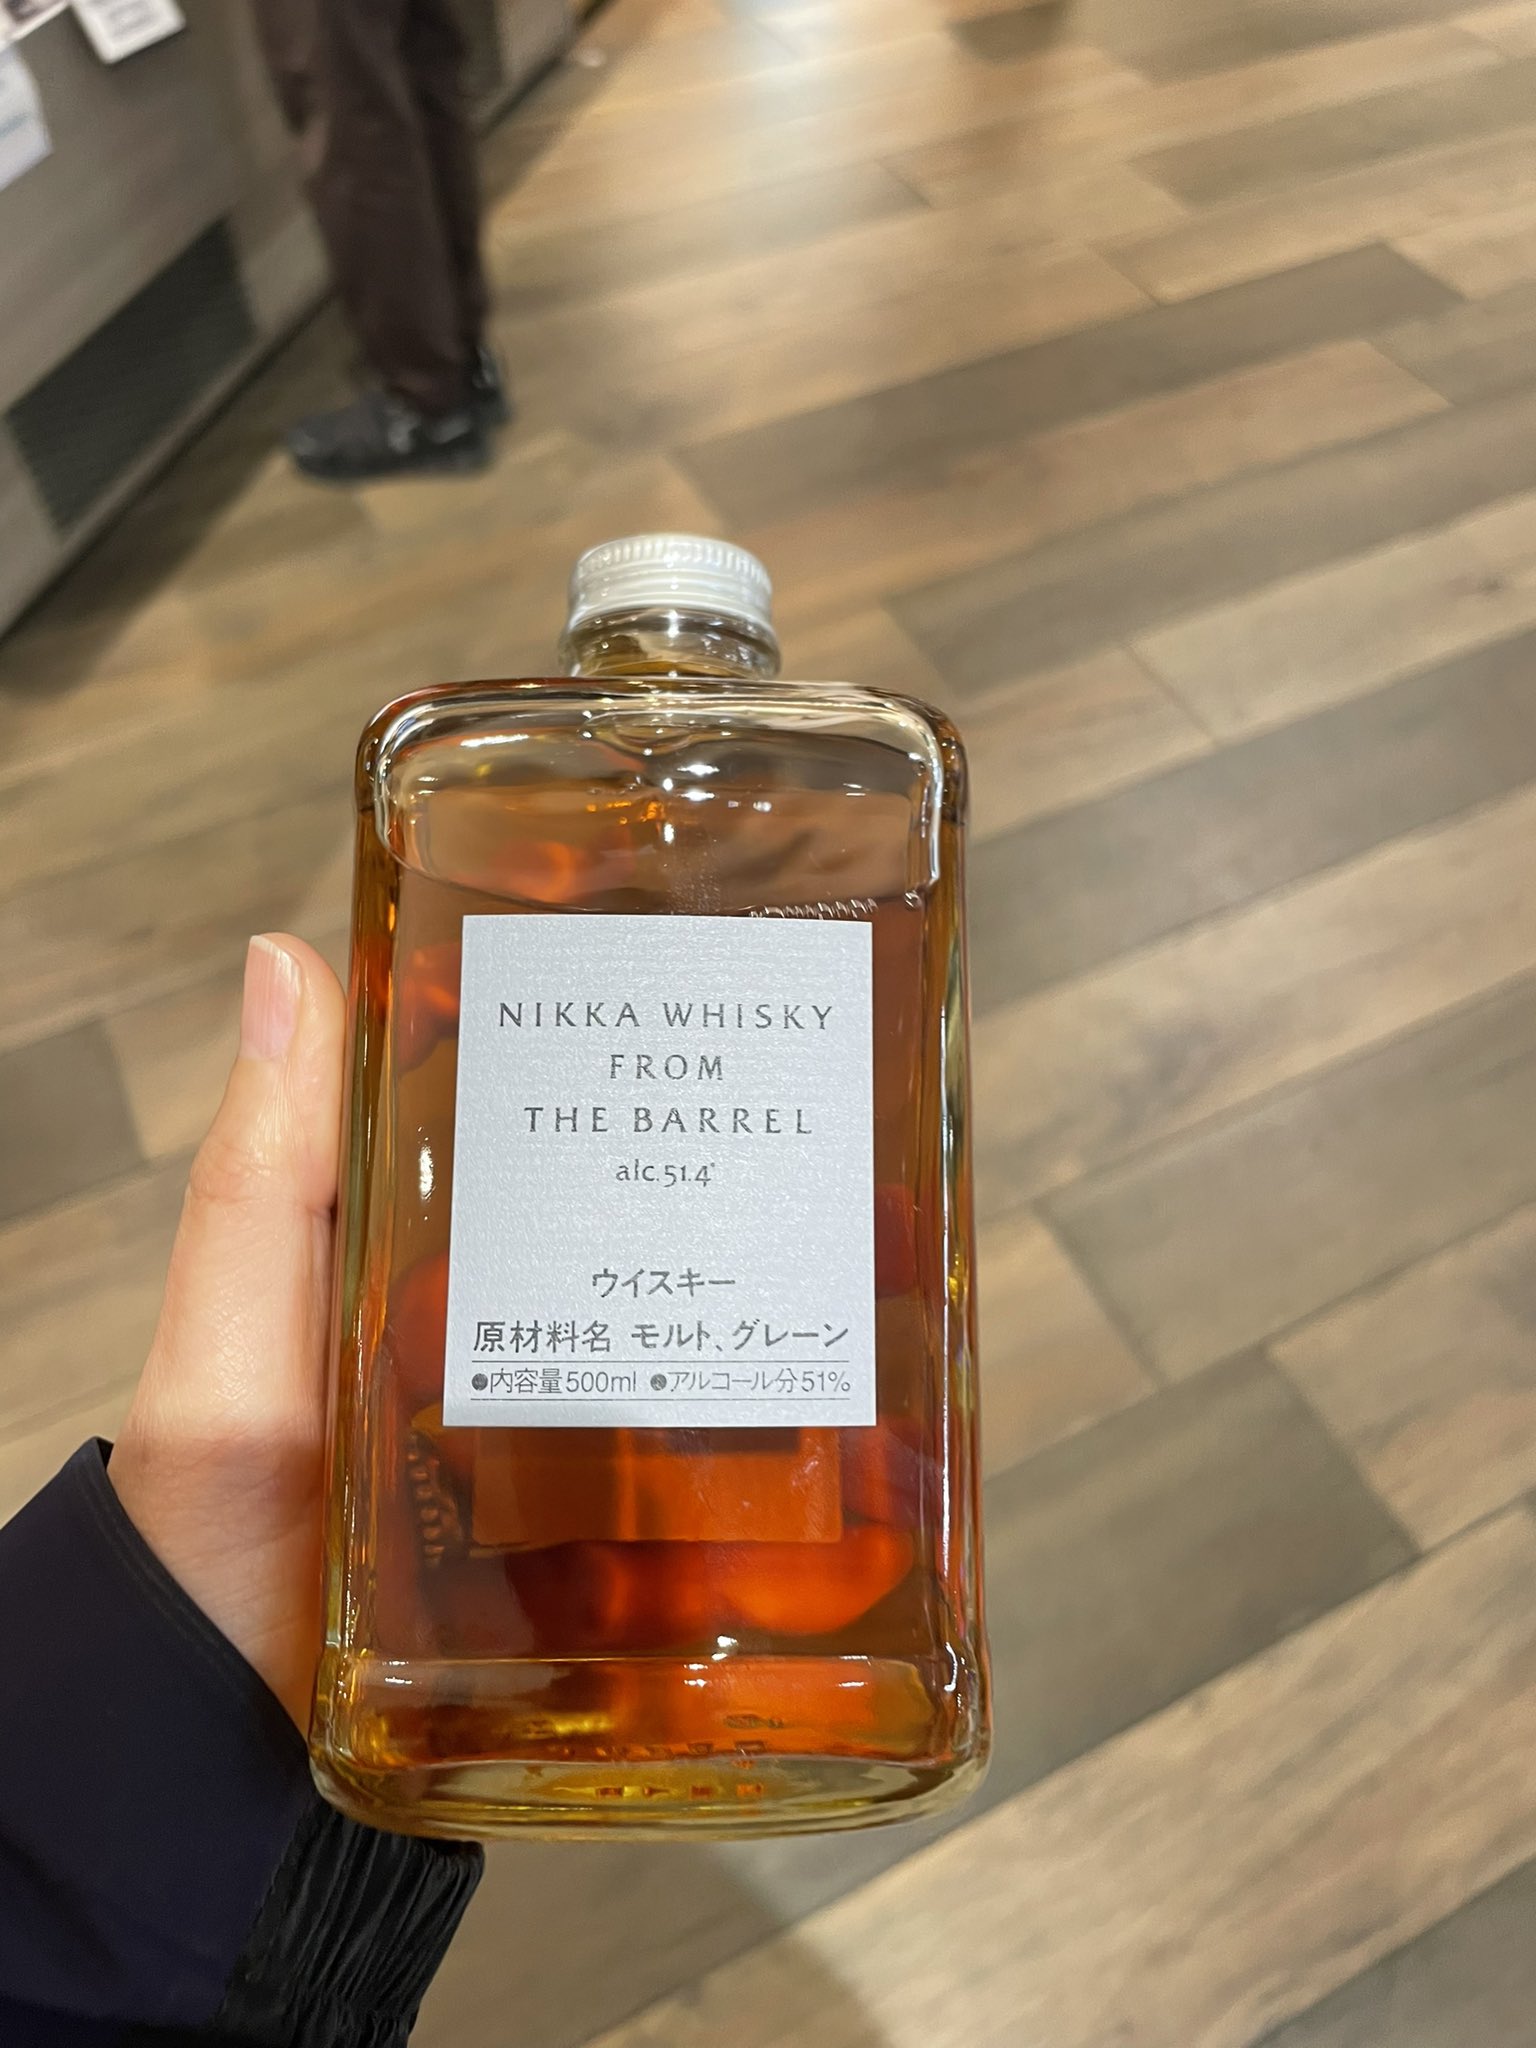 NIKKA WHISKY
FROM
THE BARREL
alc.51.4°
ウイスキー
原材料名 モルト、グレーン
●内容量500ml ●アルコール分51%